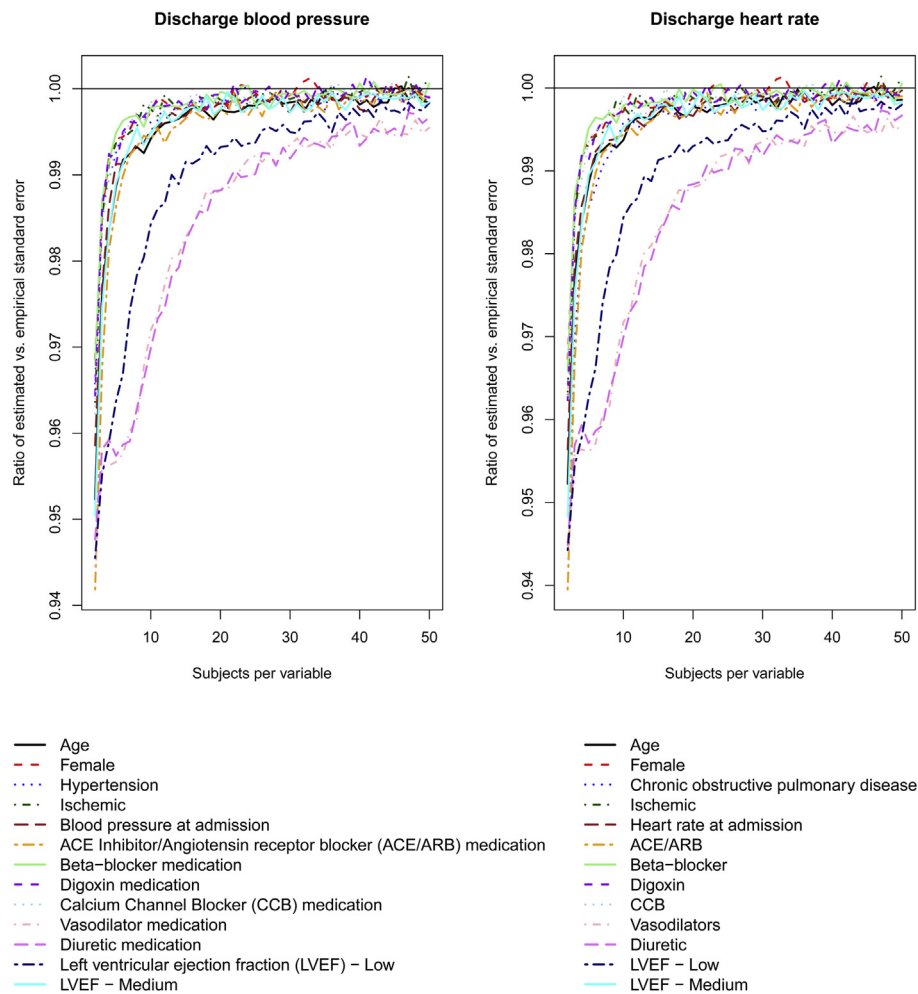 Discharge blood pressure
Ratio of estimated vs. empirical standard error
1.00
0.99
0.98
0.97
0.96
0.95
0.94
10 20 30 40 50
Subjects per variable
Discharge heart rate
Ratio of estimated vs. empirical standard error
1.00
0.99
0.98
0.97
0.96
0.95
0.94
10 20 30 40 50
Subjects per variable
Age
Female
Hypertension
Ischemic
Blood pressure at admission
ACE Inhibitor/Angiotensin receptor blocker (ACE/ARB) medication
Beta−blocker medication
Digoxin medication
Calcium Channel Blocker (CCB) medication
Vasodilator medication
Diuretic medication
Left ventricular ejection fraction (LVEF) − Low
LVEF − Medium
Age
Female
Chronic obstructive pulmonary disease
Ischemic
Heart rate at admission
ACE/ARB
Beta−blocker
Digoxin
CCB
Vasodilators
Diuretic
LVEF − Low
LVEF − Medium